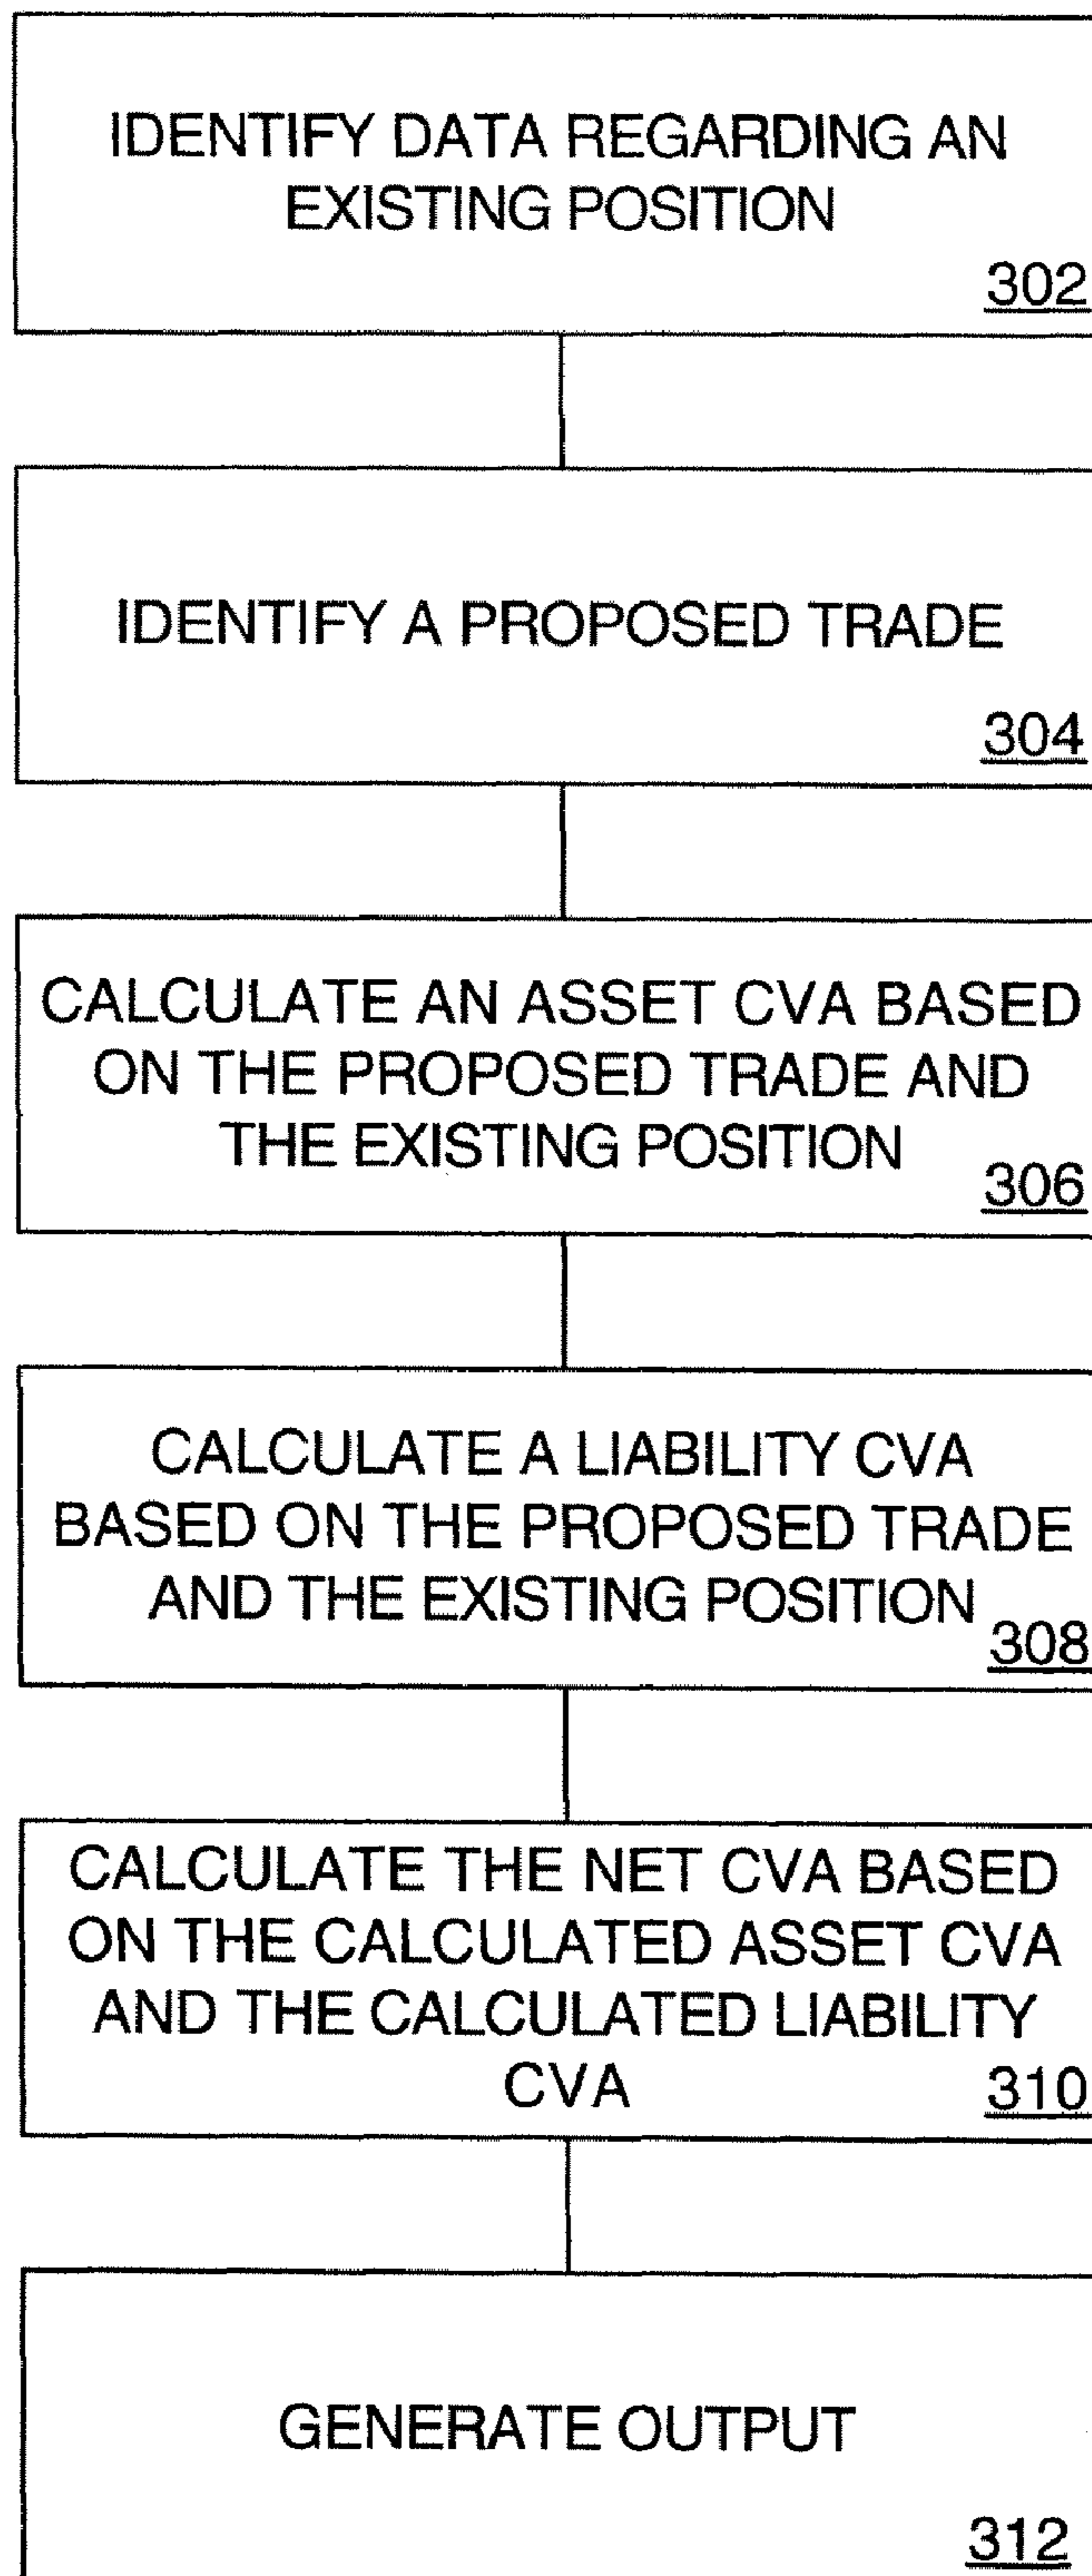 IDENTIFY DATA REGARDING AN
EXISTING POSITION
302
IDENTIFY A PROPOSED TRADE
304
CALCULATE AN ASSET CVA BASED
ON THE PROPOSED TRADE AND
THE EXISTING POSITION
306
CALCULATE A LIABILITY CVA
BASED ON THE PROPOSED TRADE
AND THE EXISTING POSITION
308
CALCULATE THE NET CVA BASED
ON THE CALCULATED ASSET CVA
AND THE CALCULATED LIABILITY
CVA
310
GENERATE OUTPUT
312